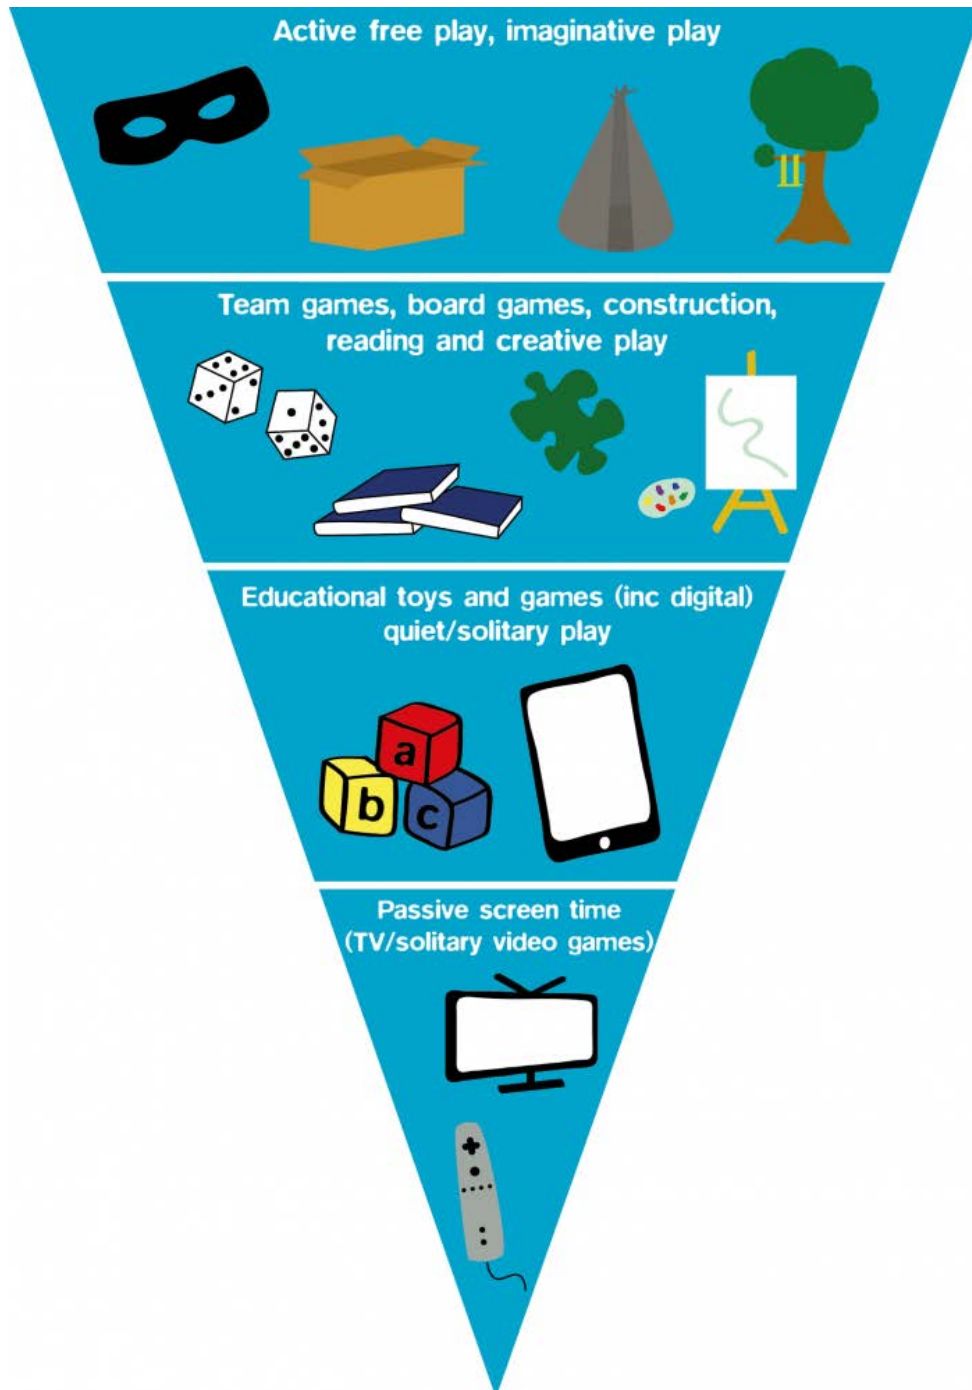 Active free play, imaginative play
Team games, board games, construction,
reading and creative play
Educational toys and games (inc digital)
quiet/solitary play
a
b c
Passive screen time
(TV/solitary video games)